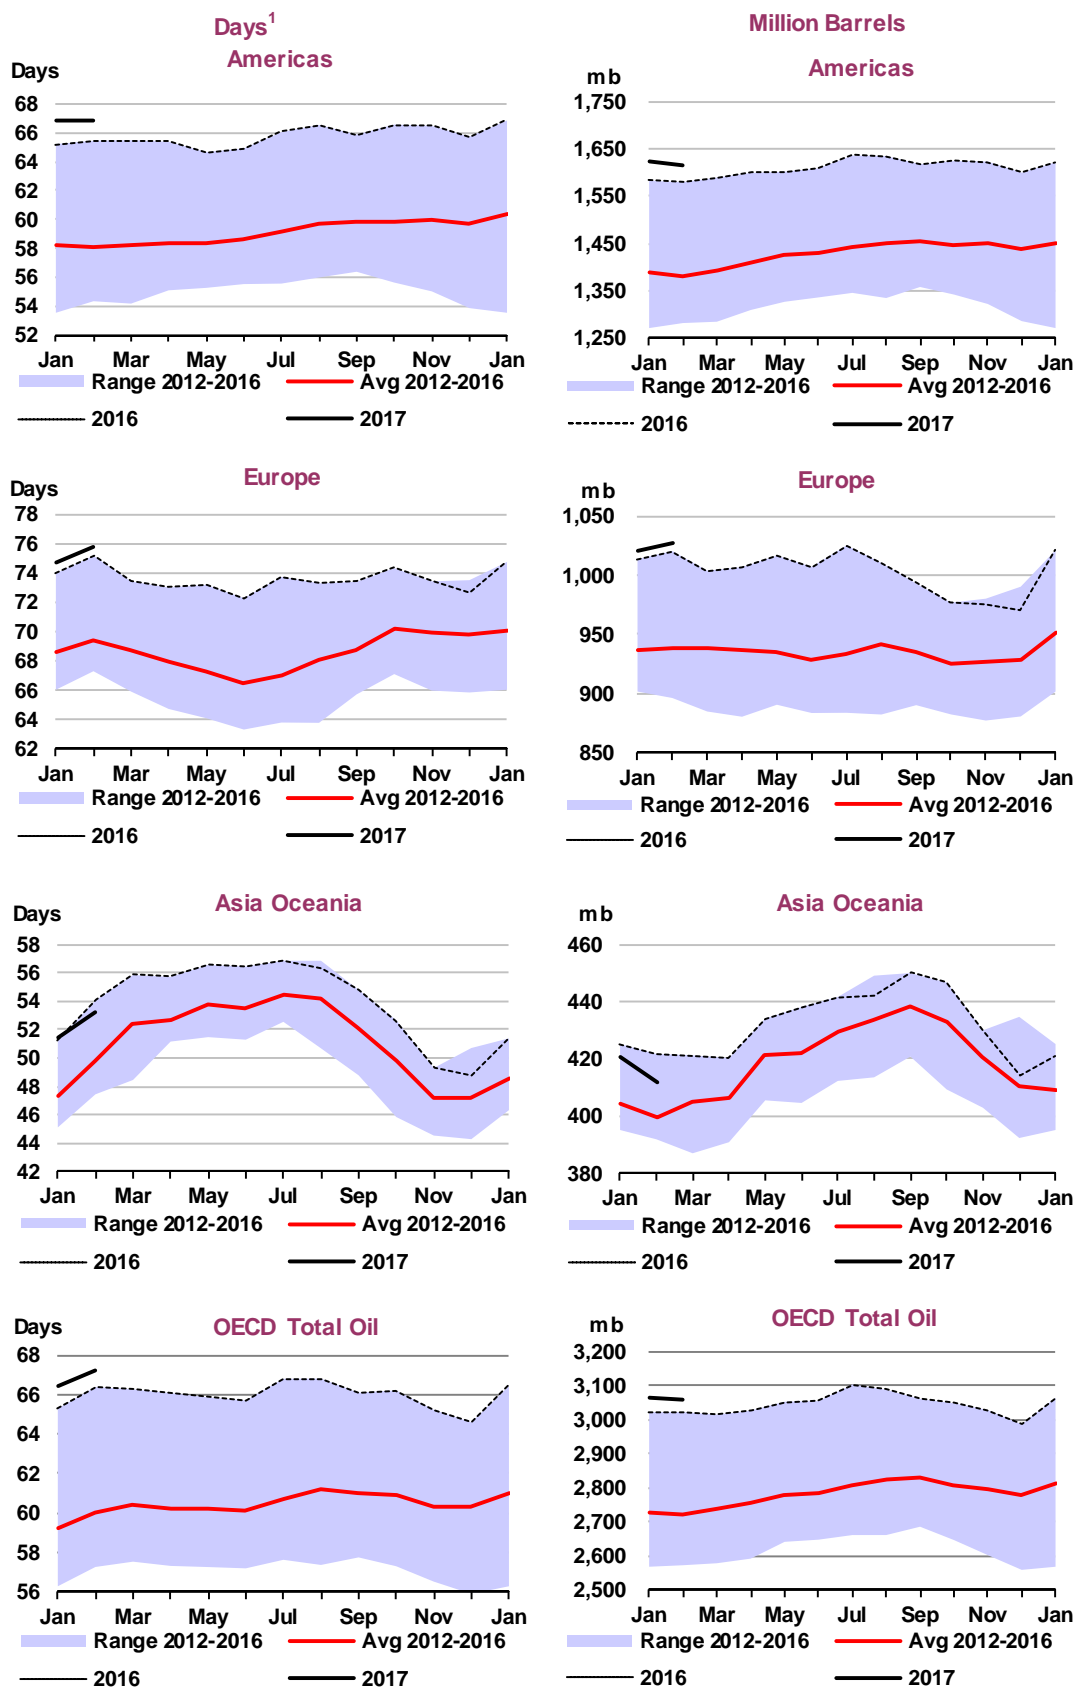 Days¹
Million Barrels
Americas
Days
68
66
64
62
60
58
56
54
52
Jan Mar May Jul Sep Nov Jan
Range 2012-2016 Avg 2012-2016
2016 2017
Americas
mb
1,750
1,650
1,550
1,450
1,350
1,250
Jan Mar May Jul Sep Nov Jan
Range 2012-2016 Avg 2012-2016
2016 2017
Europe
Days
78
76
74
72
70
68
66
64
62
Jan Mar May Jul Sep Nov Jan
Range 2012-2016 Avg 2012-2016
2016 2017
Europe
mb
1,050
1,000
950
900
850
Jan Mar May Jul Sep Nov Jan
Range 2012-2016 Avg 2012-2016
2016 2017
Asia Oceania
Days
58
56
54
52
50
48
46
44
42
Jan Mar May Jul Sep Nov Jan
Range 2012-2016 Avg 2012-2016
2016 2017
Asia Oceania
mb
460
440
420
400
380
Jan Mar May Jul Sep Nov Jan
Range 2012-2016 Avg 2012-2016
2016 2017
OECD Total Oil
Days
68
66
64
62
60
58
56
Jan Mar May Jul Sep Nov Jan
Range 2012-2016 Avg 2012-2016
2016 2017
OECD Total Oil
mb
3,200
3,100
3,000
2,900
2,800
2,700
2,600
2,500
Jan Mar May Jul Sep Nov Jan
Range 2012-2016 Avg 2012-2016
2016 2017